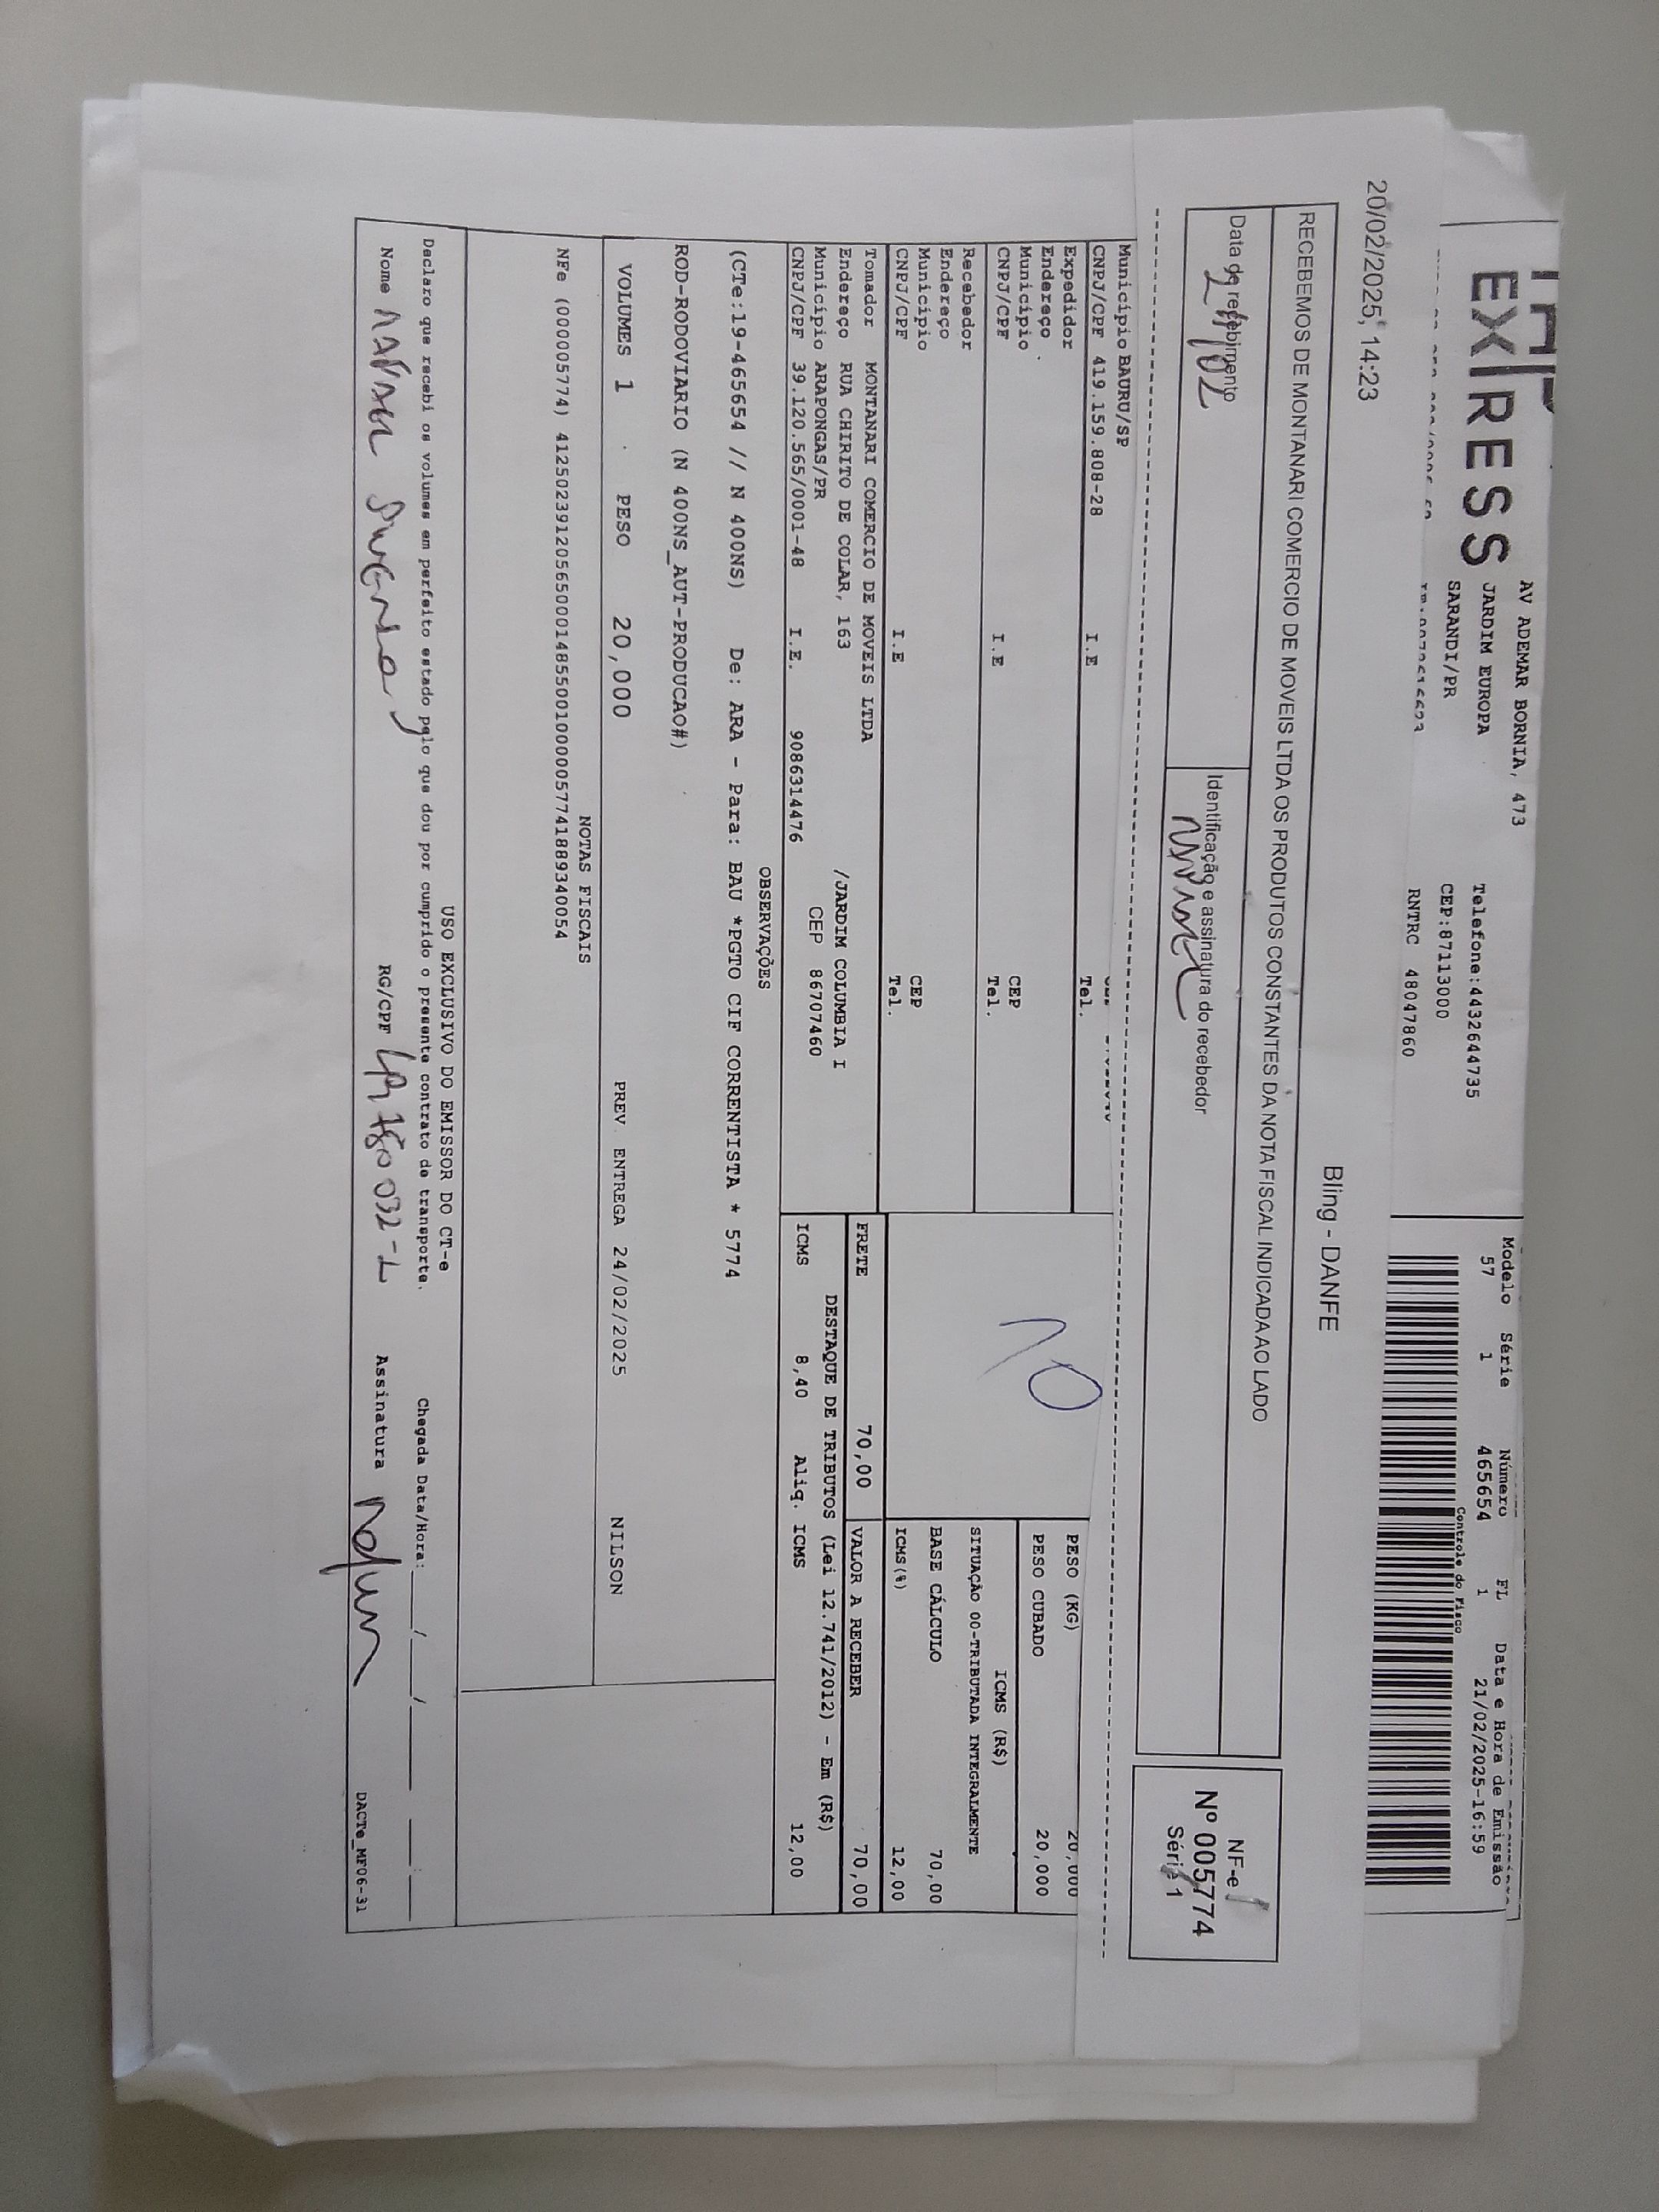 EXPRESS
AV ADEMAR BORNIA, 473
JARDIM EUROPA
SARANDI/PR
Telefone:4432644735
CEP:87113000
RNTRC 48047860
Modelo Série Número FL Data e Hora de Emissão
57 1 465654 1 21/02/2025-16:59
Controle do Fisco
20/02/2025, 14:23
Bling - DANFE
RECEBEMOS DE MONTANARI COMERCIO DE MOVEIS LTDA OS PRODUTOS CONSTANTES DA NOTA FISCAL INDICADA AO LADO
Data de recebimento
Identificação e assinatura do recebedor
NF-e
Nº 005774
Série 1
Município BAURU/SP
CNPJ/CPF 419.159.808-28 I.E Tel.
Expedidor
Endereço
Município CEP
CNPJ/CPF I.E Tel.
Recebedor
Endereço
Município CEP
CNPJ/CPF I.E Tel.
10
PESO (KG) 20,000
PESO CUBADO 20,000
ICMS (R$)
SITUAÇÃO 00-TRIBUTADA INTEGRALMENTE
BASE CÁLCULO 70,00
ICMS(%) 12,00
Tomador MONTANARI COMERCIO DE MOVEIS LTDA
Endereço RUA CHIRITO DE COLAR, 163 /JARDIM COLUMBIA I
Município ARAPONGAS/PR CEP 86707460
CNPJ/CPF 39.120.565/0001-48 I.E. 9086314476
FRETE 70,00 VALOR A RECEBER 70,00
DESTAQUE DE TRIBUTOS (Lei 12.741/2012) - Em (R$)
ICMS 8,40 Aliq. ICMS 12,00
OBSERVAÇÕES
(CTe:19-465654 // N 400NS) De: ARA - Para: BAU *PGTO CIF CORRENTISTA * 5774
ROD-RODOVIARIO (N 400NS_AUT-PRODUCAO#)
VOLUMES 1 PESO 20,000 PREV. ENTREGA 24/02/2025 NILSON
NOTAS FISCAIS
NFe (000005774) 41250239120565000148550010000057741889340054
USO EXCLUSIVO DO EMISSOR DO CT-e
Declaro que recebi os volumes em perfeito estado pelo que dou por cumprido o presente contrato de transporte. Chegada Data/Hora: ___/___/_____ __:__
Nome RG/CPF Assinatura
DACTe_MF06-31